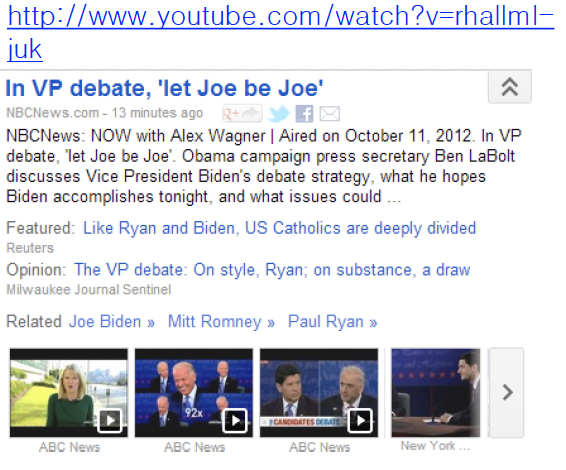 http://www.youtube.com/watch?v=rhallml-
juk
In VP debate, 'let Joe be Joe'
NBCNews.com - 13 minutes ago
NBCNews: NOW with Alex Wagner | Aired on October 11, 2012. In VP
debate, 'let Joe be Joe'. Obama campaign press secretary Ben LaBolt
discusses Vice President Biden's debate strategy, what he hopes
Biden accomplishes tonight, and what issues could ...
Featured: Like Ryan and Biden, US Catholics are deeply divided
Reuters
Opinion: The VP debate: On style, Ryan; on substance, a draw
Milwaukee Journal Sentinel
Related Joe Biden » Mitt Romney » Paul Ryan »
92x
CANDIDATES DEBATE
ABC News ABC News ABC News New York ...